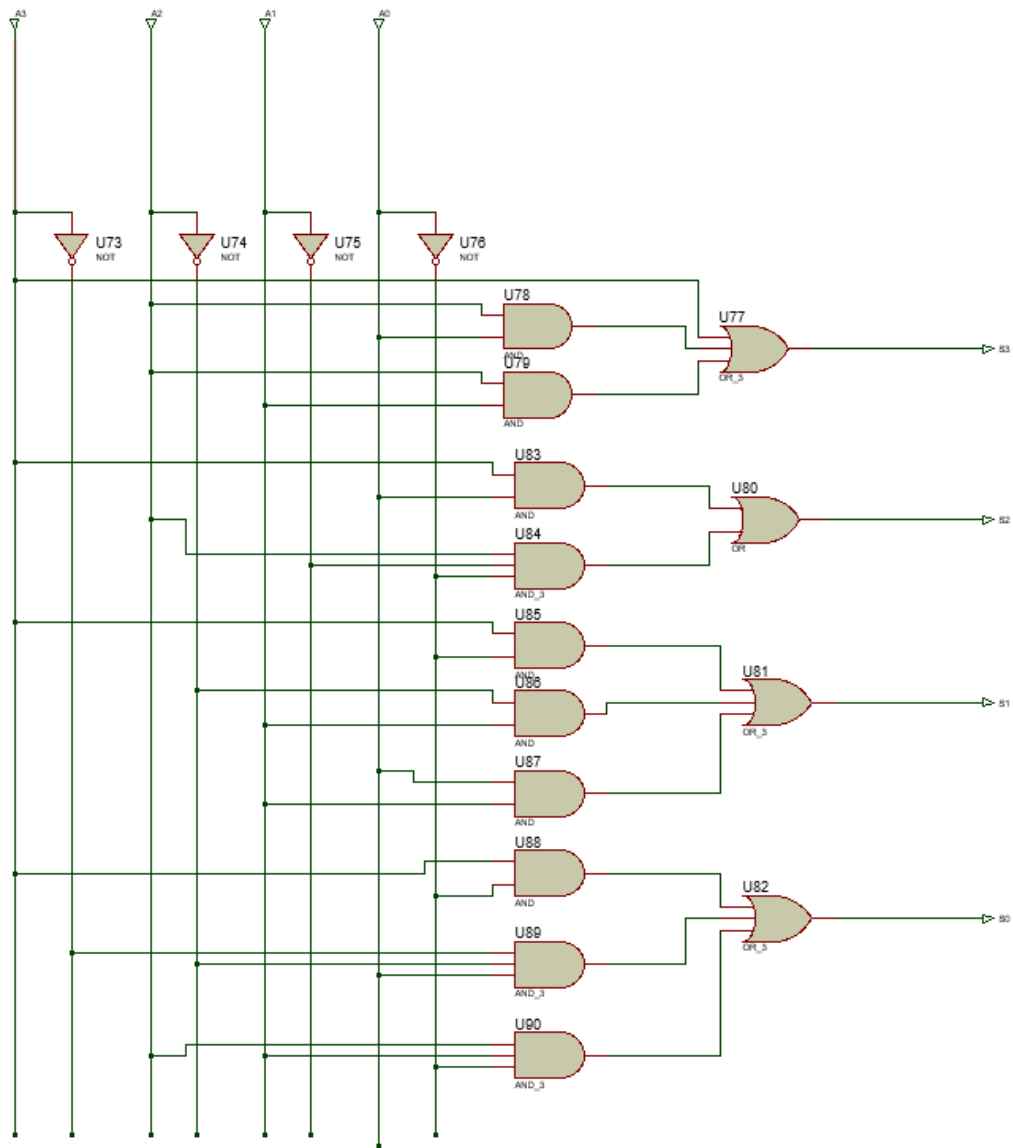 A3
A2
A1
A0
U73
NOT
U74
NOT
U75
NOT
U76
NOT
U78
AND
U77
OR_3
S3
U79
AND
U83
AND
U80
OR
S2
U84
AND_3
U85
AND
U86
AND
U81
OR_3
S1
U87
AND
U88
AND
U82
OR_3
S0
U89
AND_3
U90
AND_3